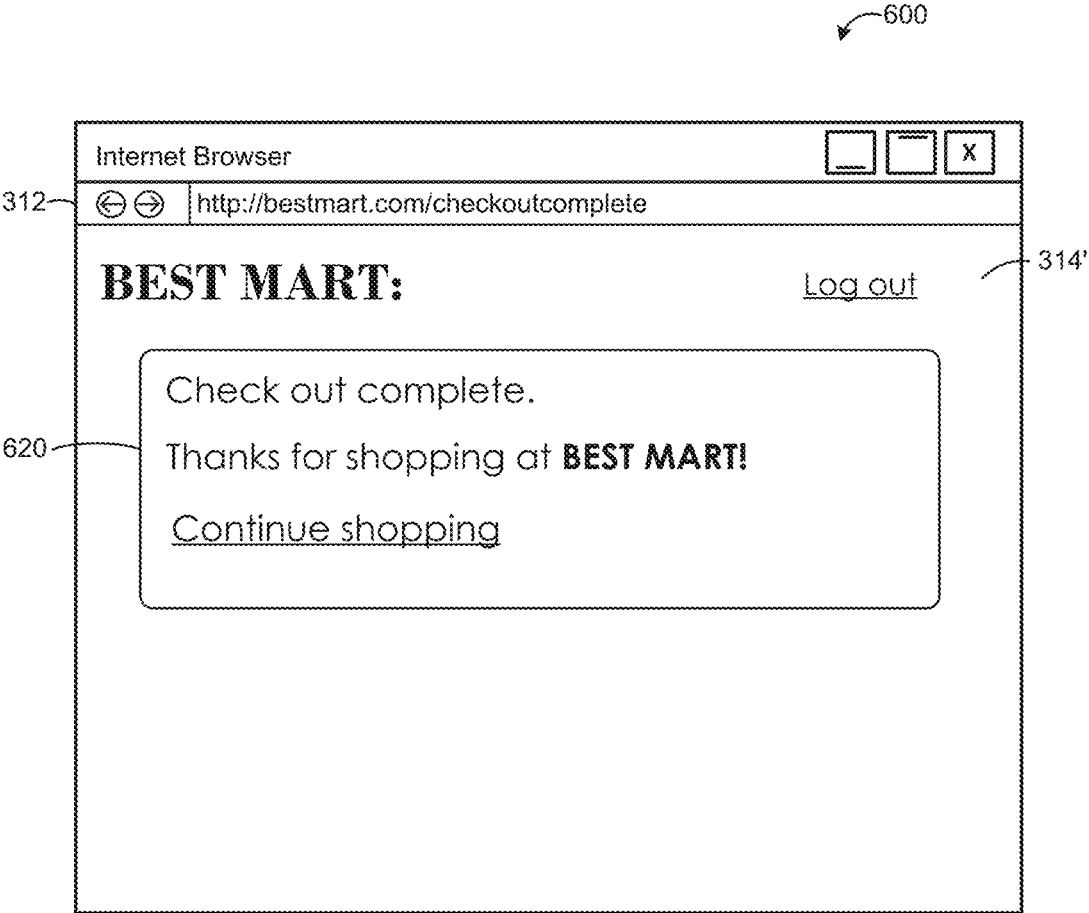 600
Internet Browser
X
312
http://bestmart.com/checkoutcomplete
BEST MART:
Log out
314'
Check out complete.
620
Thanks for shopping at BEST MART!
Continue shopping